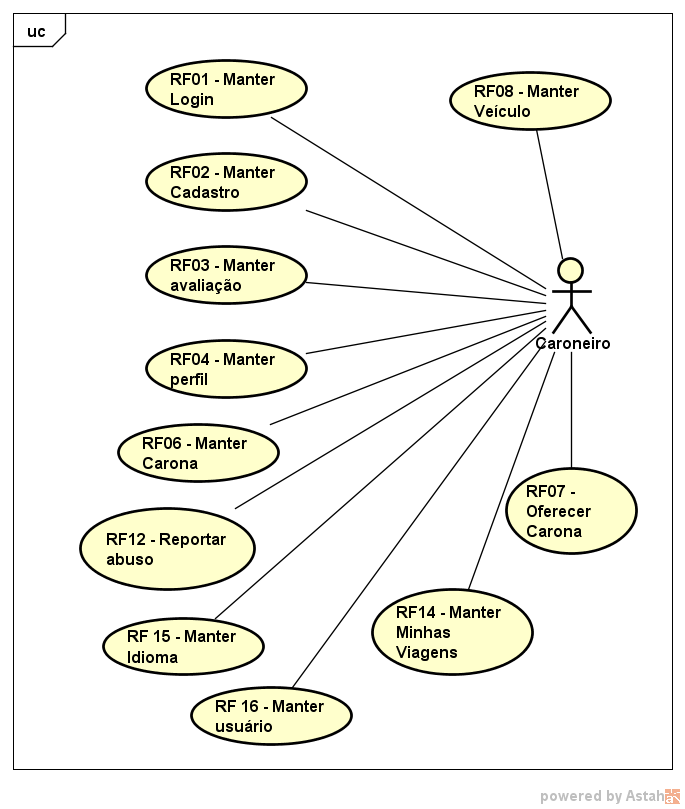 uc
RF01 - Manter
Login
RF08 - Manter
Veículo
RF02 - Manter
Cadastro
RF03 - Manter
avaliação
Caroneiro
RF04 - Manter
perfil
RF06 - Manter
Carona
RF07 -
Oferecer
Carona
RF12 - Reportar
abuso
RF14 - Manter
Minhas
Viagens
RF 15 - Manter
Idioma
RF 16 - Manter
usuário
powered by Astah